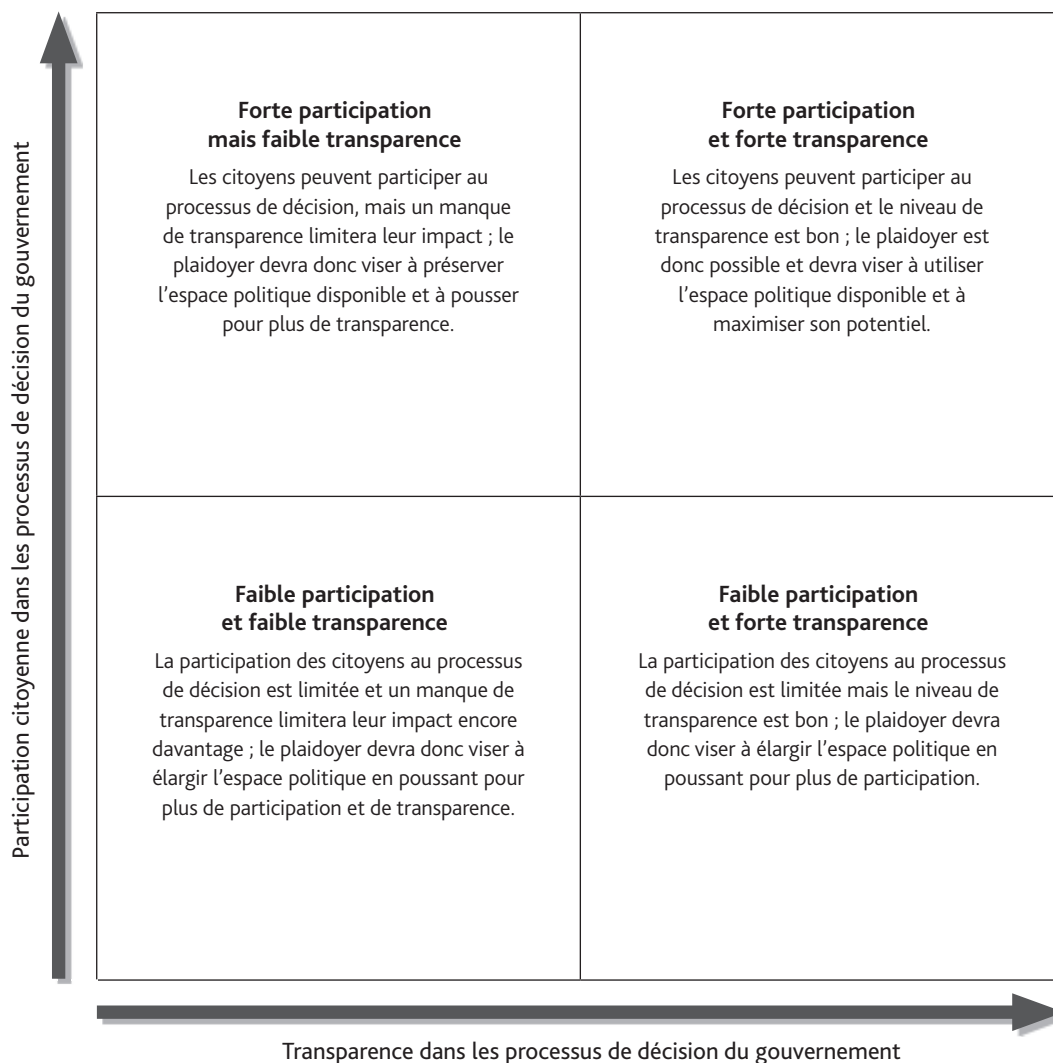 Participation citoyenne dans les processus de décision du gouvernement
Forte participation
mais faible transparence
Les citoyens peuvent participer au
processus de décision, mais un manque
de transparence limitera leur impact ; le
plaidoyer devra donc viser à préserver
l’espace politique disponible et à pousser
pour plus de transparence.
Forte participation
et forte transparence
Les citoyens peuvent participer au
processus de décision et le niveau de
transparence est bon ; le plaidoyer est
donc possible et devra viser à utiliser
l’espace politique disponible et à
maximiser son potentiel.
Faible participation
et faible transparence
La participation des citoyens au processus
de décision est limitée et un manque de
transparence limitera leur impact encore
davantage ; le plaidoyer devra donc viser à
élargir l’espace politique en poussant pour
plus de participation et de transparence.
Faible participation
et forte transparence
La participation des citoyens au processus
de décision est limitée mais le niveau de
transparence est bon ; le plaidoyer devra
donc viser à élargir l’espace politique en
poussant pour plus de participation.
Transparence dans les processus de décision du gouvernement